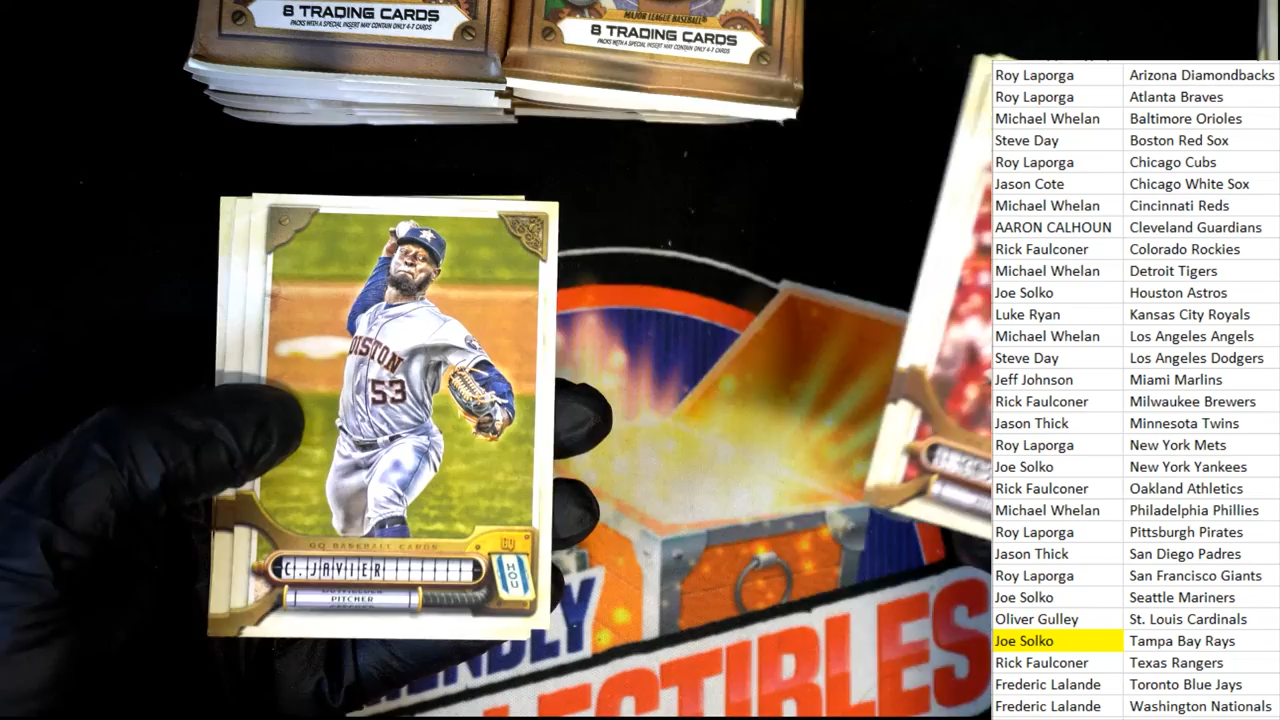 8 TRADING CARDS
PACKS WITH A SPECIAL INSERT MAY CONTAIN ONLY 4-7 CARDS
MAJOR LEAGUE BASEBALL
8 TRADING CARDS
PACKS WITH A SPECIAL INSERT MAY CONTAIN ONLY 4-7 CARDS
HOUSTON
53
GQ BASEBALL CARDS
C. JAVIER
PITCHER
HOU
Roy Laporga Arizona Diamondbacks
Roy Laporga Atlanta Braves
Michael Whelan Baltimore Orioles
Steve Day Boston Red Sox
Roy Laporga Chicago Cubs
Jason Cote Chicago White Sox
Michael Whelan Cincinnati Reds
AARON CALHOUN Cleveland Guardians
Rick Faulconer Colorado Rockies
Michael Whelan Detroit Tigers
Joe Solko Houston Astros
Luke Ryan Kansas City Royals
Michael Whelan Los Angeles Angels
Steve Day Los Angeles Dodgers
Jeff Johnson Miami Marlins
Rick Faulconer Milwaukee Brewers
Jason Thick Minnesota Twins
Roy Laporga New York Mets
Joe Solko New York Yankees
Rick Faulconer Oakland Athletics
Michael Whelan Philadelphia Phillies
Roy Laporga Pittsburgh Pirates
Jason Thick San Diego Padres
Roy Laporga San Francisco Giants
Joe Solko Seattle Mariners
Oliver Gulley St. Louis Cardinals
Joe Solko Tampa Bay Rays
Rick Faulconer Texas Rangers
Frederic Lalande Toronto Blue Jays
Frederic Lalande Washington Nationals